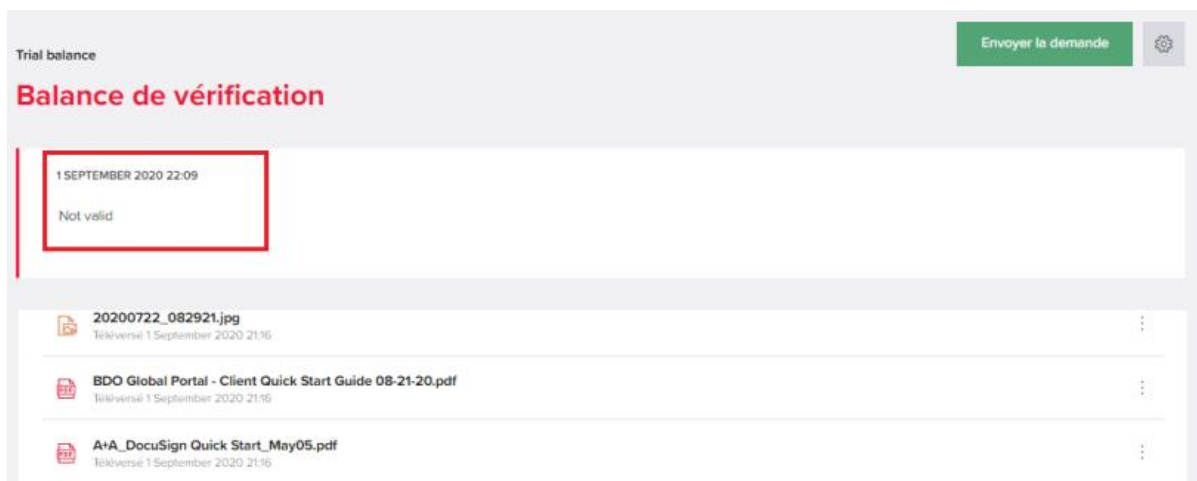 Envoyer la demande
Trial balance
Balance de vérification
1 SEPTEMBER 2020 22:09
Not valid
20200722_082921.jpg
Téléversé 1 September 2020 21:16
BDO Global Portal - Client Quick Start Guide 08-21-20.pdf
Téléversé 1 September 2020 21:16
A+A_DocuSign Quick Start_May05.pdf
Téléversé 1 September 2020 21:16